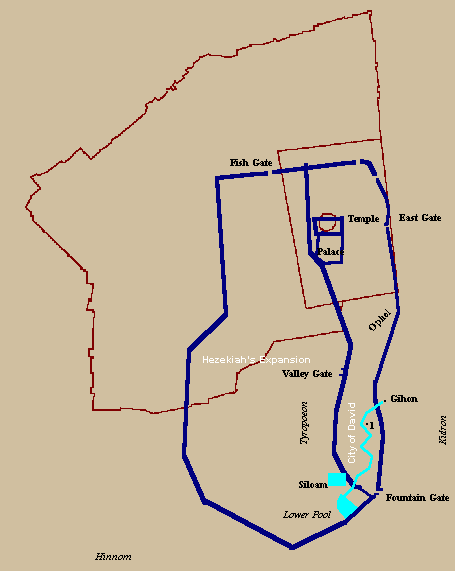 Fish Gate
Temple
East Gate
Palace
Ophel
Hezekiah's Expansion
Valley Gate
Gihon
Tyropoeon
City of David
1
Kidron
Siloam
Fountain Gate
Lower Pool
Hinnom